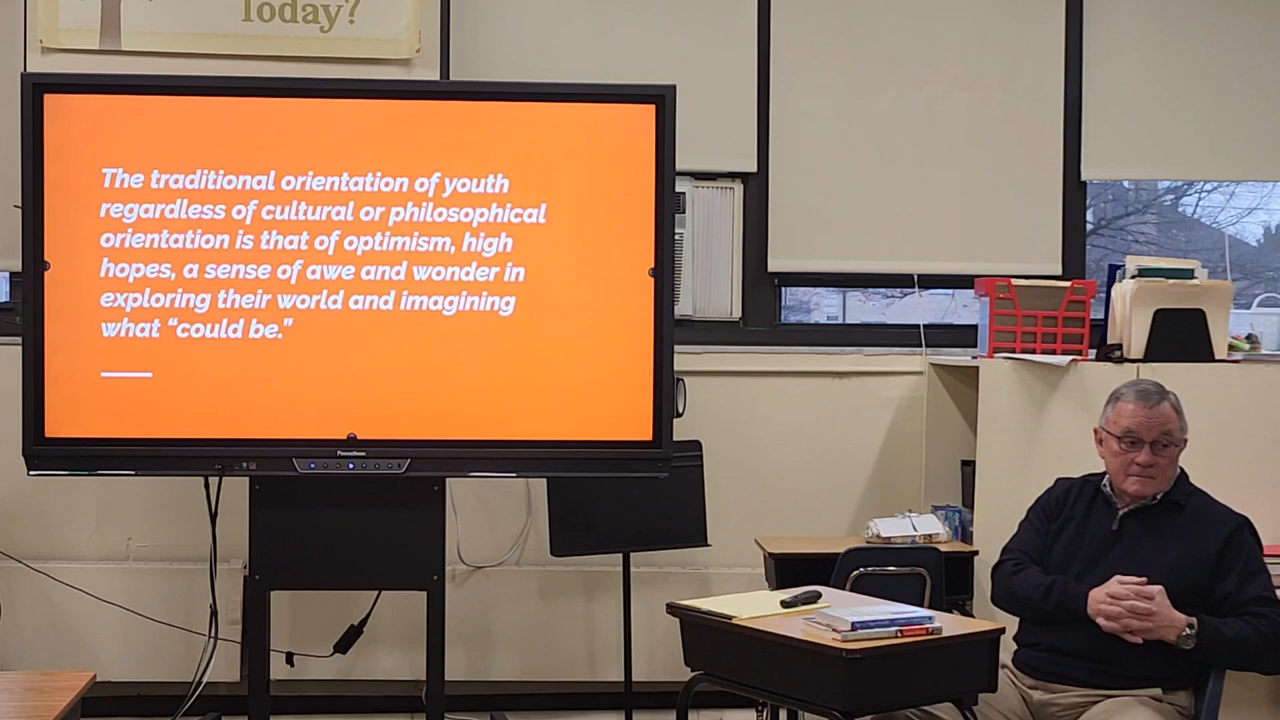 Today?
The traditional orientation of youth
regardless of cultural or philosophical
orientation is that of optimism, high
hopes, a sense of awe and wonder in
exploring their world and imagining
what “could be.”
Promethean